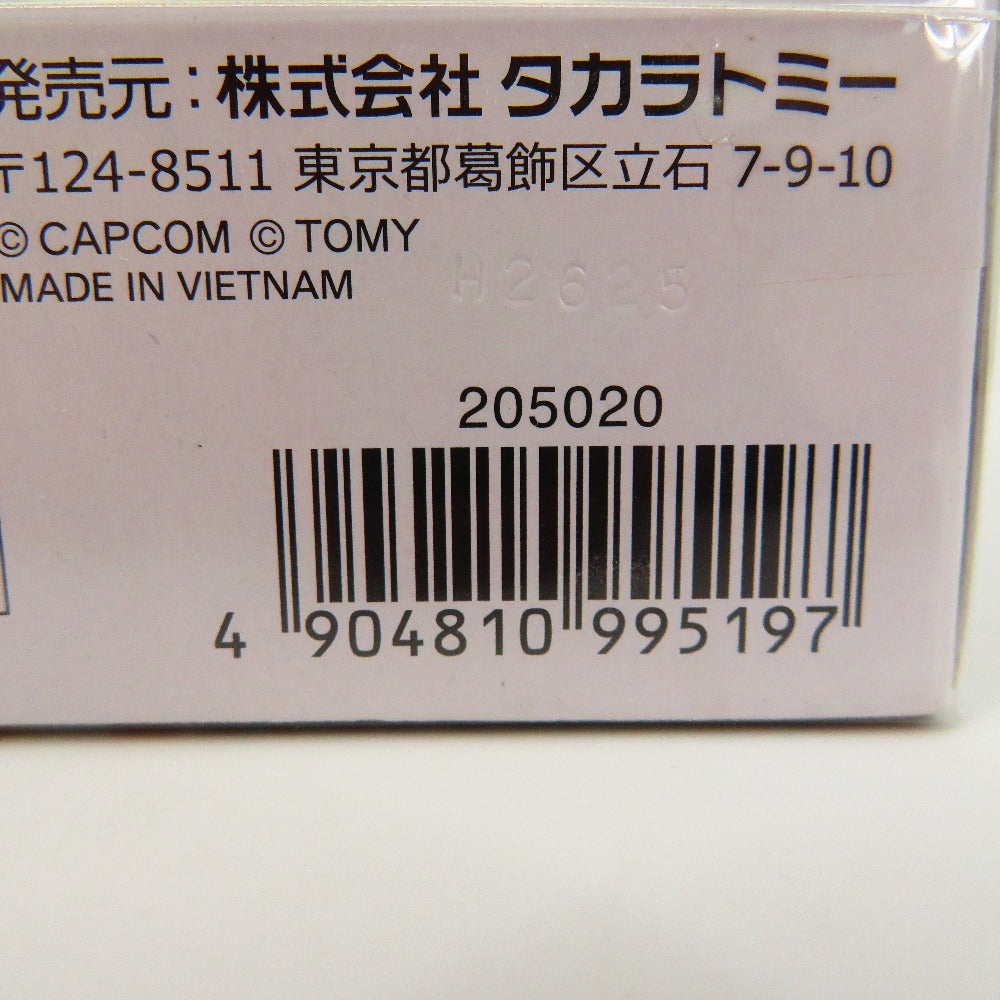 発売元：株式会社 タカラトミー
〒124-8511 東京都葛飾区立石 7-9-10
© CAPCOM © TOMY
MADE IN VIETNAM
H2625
205020
4 904810 995197